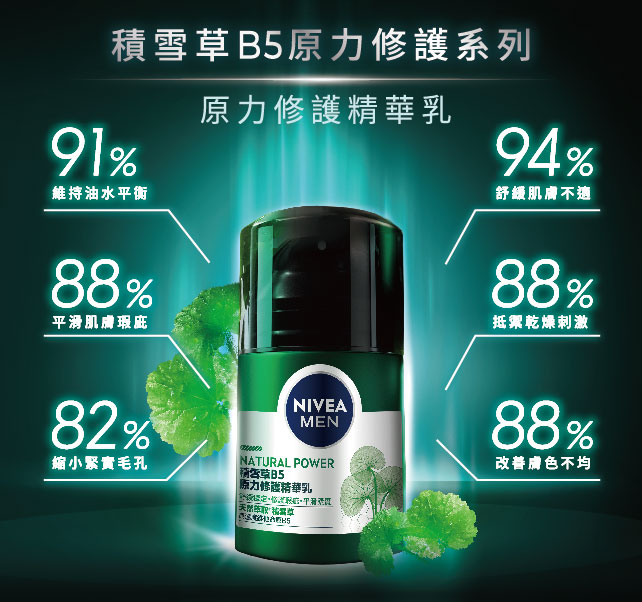 積雪草B5原力修護系列
原力修護精華乳
91%
維持油水平衡
94%
舒緩肌膚不適
88%
平滑肌膚瑕疵
88%
抵禦乾燥刺激
82%
縮小緊實毛孔
88%
改善膚色不均
NIVEA
MEN
NATURAL POWER
積雪草B5
原力修護精華乳